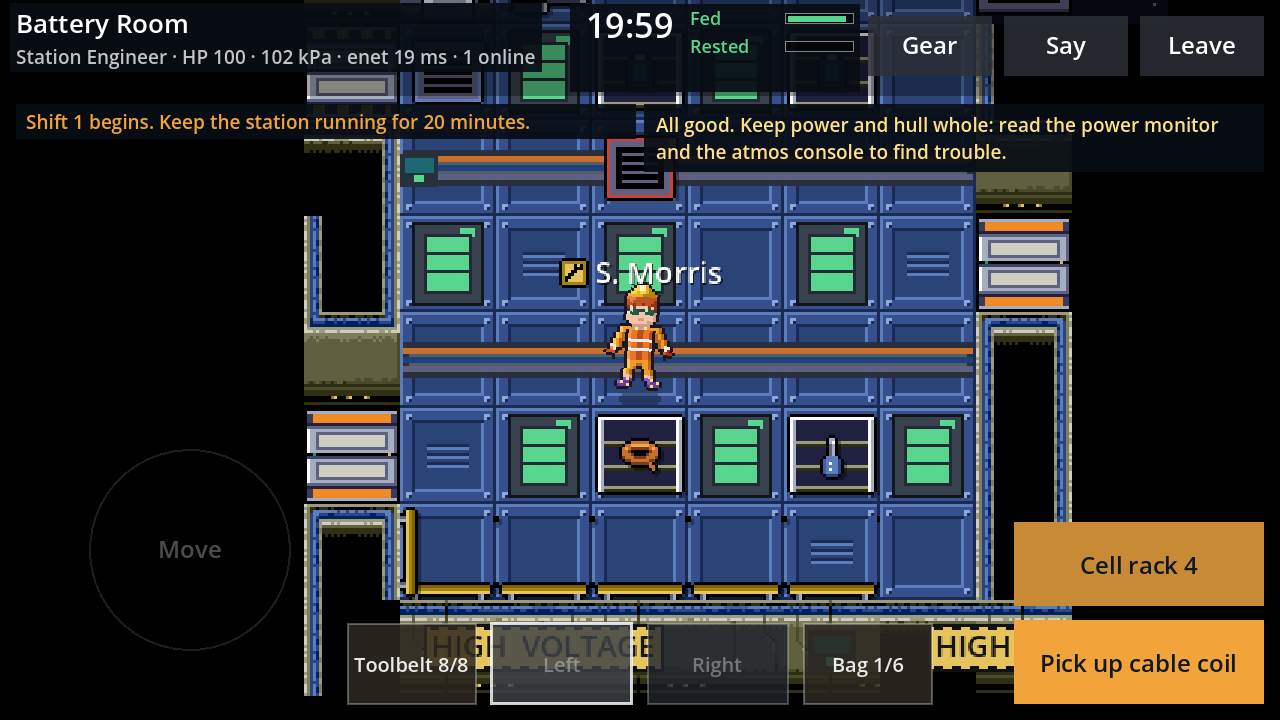 Battery Room
Station Engineer · HP 100 · 102 kPa · enet 19 ms · 1 online
19:59
Fed
Rested
Gear
Say
Leave
Shift 1 begins. Keep the station running for 20 minutes.
All good. Keep power and hull whole: read the power monitor
and the atmos console to find trouble.
S. Morris
Move
Cell rack 4
HIGH VOLTAGE
HIGH
Toolbelt 8/8
Left
Right
Bag 1/6
Pick up cable coil